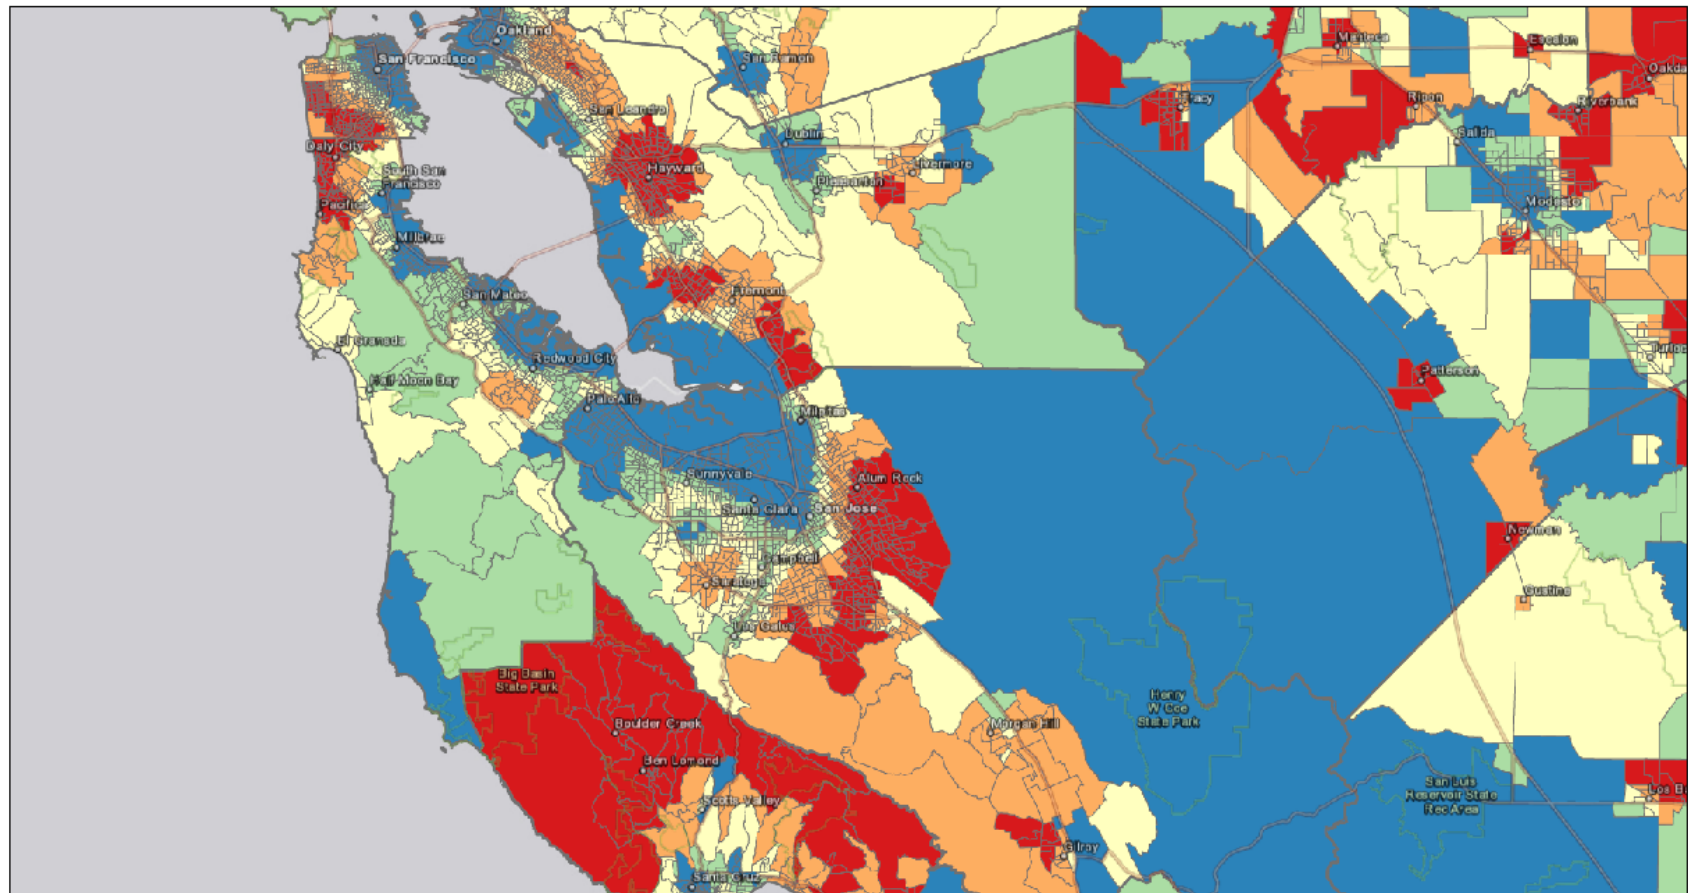 Oakland
San Francisco
San Ramon
Manteca
Escalon
Oakda
Tracy
Ripon
Riverbank
San Leandro
Dublin
Salida
Daly City
Hayward
Livermore
South San
Francisco
Pleasanton
Pacifica
Modesto
Millbrae
San Mateo
Fremont
El Granada
Redwood City
Turloc
Half Moon Bay
Patterson
Palo Alto
Milpitas
Sunnyvale
Alum Rock
Santa Clara
San Jose
Newman
Campbell
Saratoga
Gustine
Los Gatos
Big Basin
State Park
Henry
W Coe
State Park
Boulder Creek
Morgan Hill
Ben Lomond
San Luis
Reservoir State
Rec Area
Los B
Scotts Valley
Gilroy
Santa Cruz